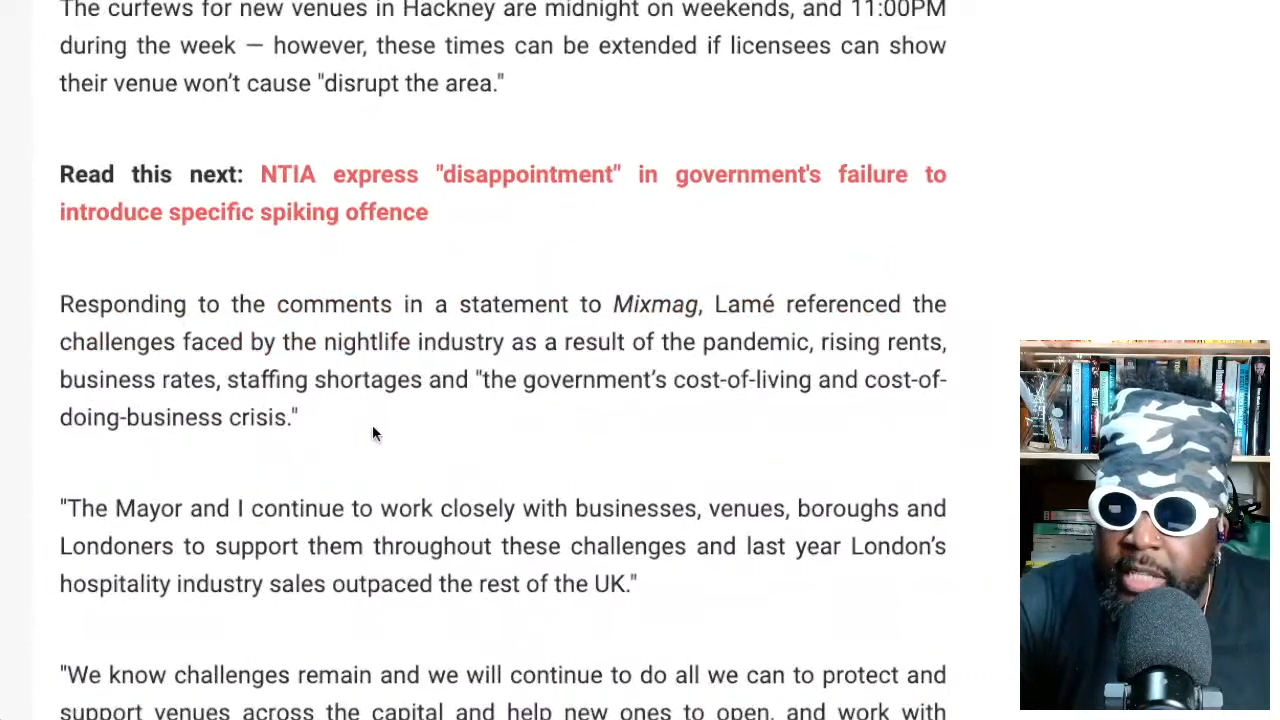 The curfews for new venues in Hackney are midnight on weekends, and 11:00PM
during the week — however, these times can be extended if licensees can show
their venue won’t cause "disrupt the area."
Read this next: NTIA express "disappointment" in government's failure to
introduce specific spiking offence
Responding to the comments in a statement to Mixmag, Lamé referenced the
challenges faced by the nightlife industry as a result of the pandemic, rising rents,
business rates, staffing shortages and "the government’s cost-of-living and cost-of-
doing-business crisis."
"The Mayor and I continue to work closely with businesses, venues, boroughs and
Londoners to support them throughout these challenges and last year London’s
hospitality industry sales outpaced the rest of the UK."
"We know challenges remain and we will continue to do all we can to protect and
support venues across the capital and help new ones to open, and work with